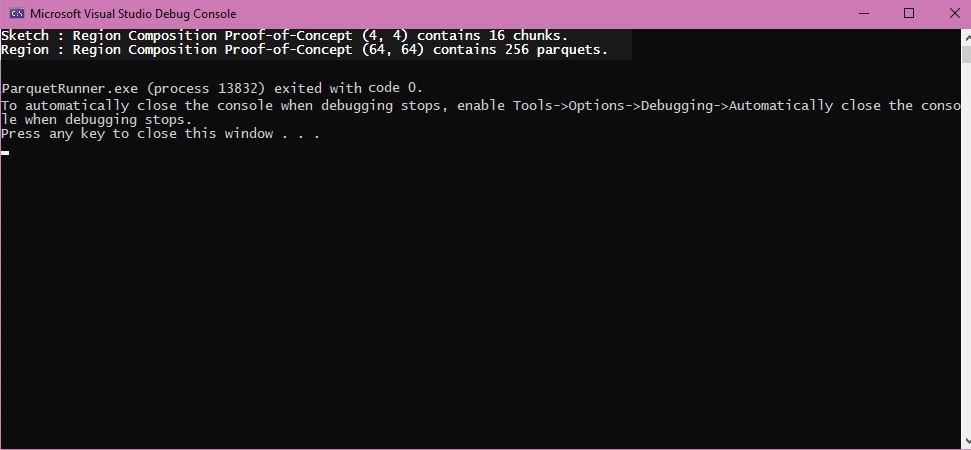 Microsoft Visual Studio Debug Console
Sketch : Region Composition Proof-of-Concept (4, 4) contains 16 chunks.
Region : Region Composition Proof-of-Concept (64, 64) contains 256 parquets.
ParquetRunner.exe (process 13832) exited with code 0.
To automatically close the console when debugging stops, enable Tools->Options->Debugging->Automatically close the conso
le when debugging stops.
Press any key to close this window . . .